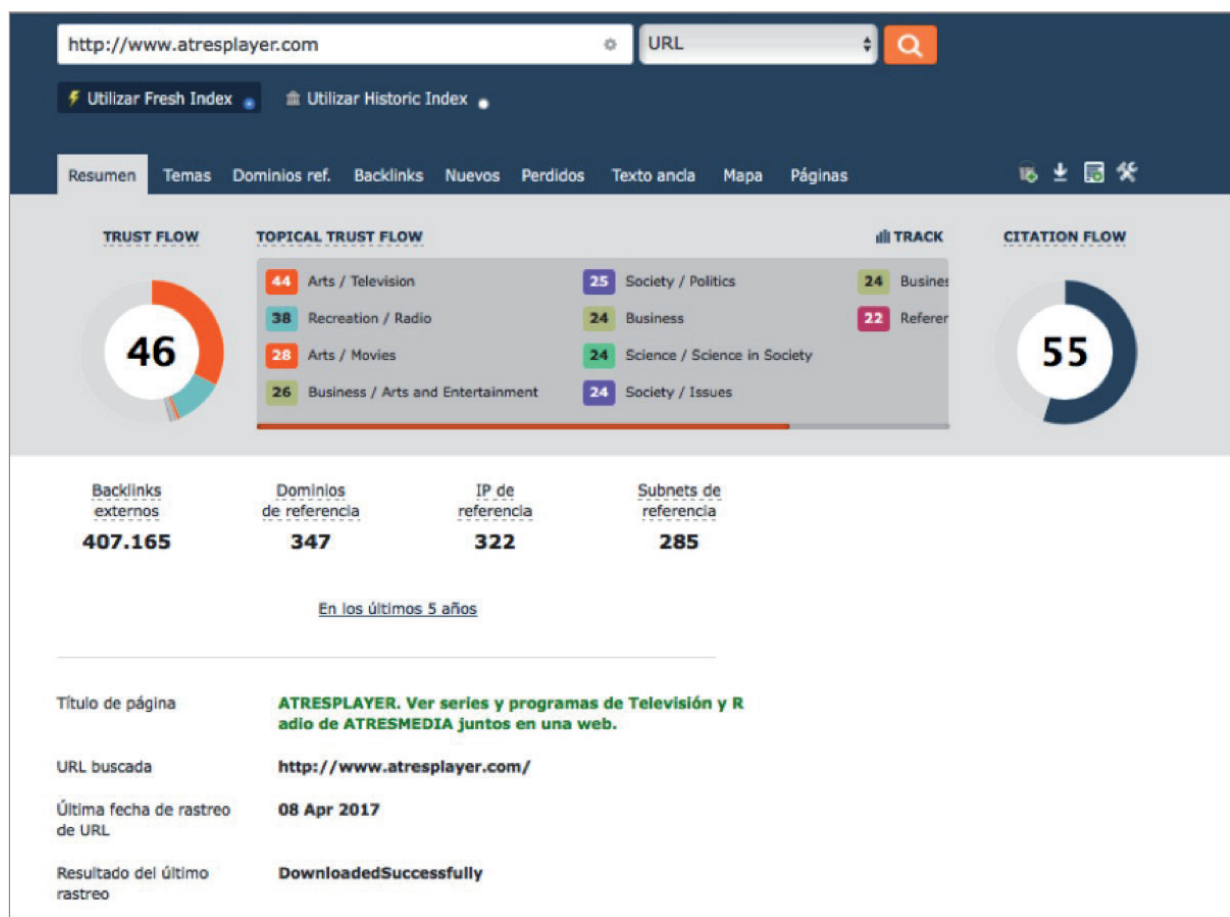 http://www.atresplayer.com
URL
Utilizar Fresh Index
Utilizar Historic Index
Resumen
Temas
Dominios ref.
Backlinks
Nuevos
Perdidos
Texto ancla
Mapa
Páginas
TRUST FLOW
46
TOPICAL TRUST FLOW
TRACK
44 Arts / Television
38 Recreation / Radio
28 Arts / Movies
26 Business / Arts and Entertainment
25 Society / Politics
24 Business
24 Science / Science in Society
24 Society / Issues
24 Busines
22 Referer
CITATION FLOW
55
Backlinks
externos
407.165
Dominios
de referencia
347
IP de
referencia
322
Subnets de
referencia
285
En los últimos 5 años
Título de página
ATRESPLAYER. Ver series y programas de Televisión y R
adio de ATRESMEDIA juntos en una web.
URL buscada
http://www.atresplayer.com/
Última fecha de rastreo
de URL
08 Apr 2017
Resultado del último
rastreo
DownloadedSuccessfully